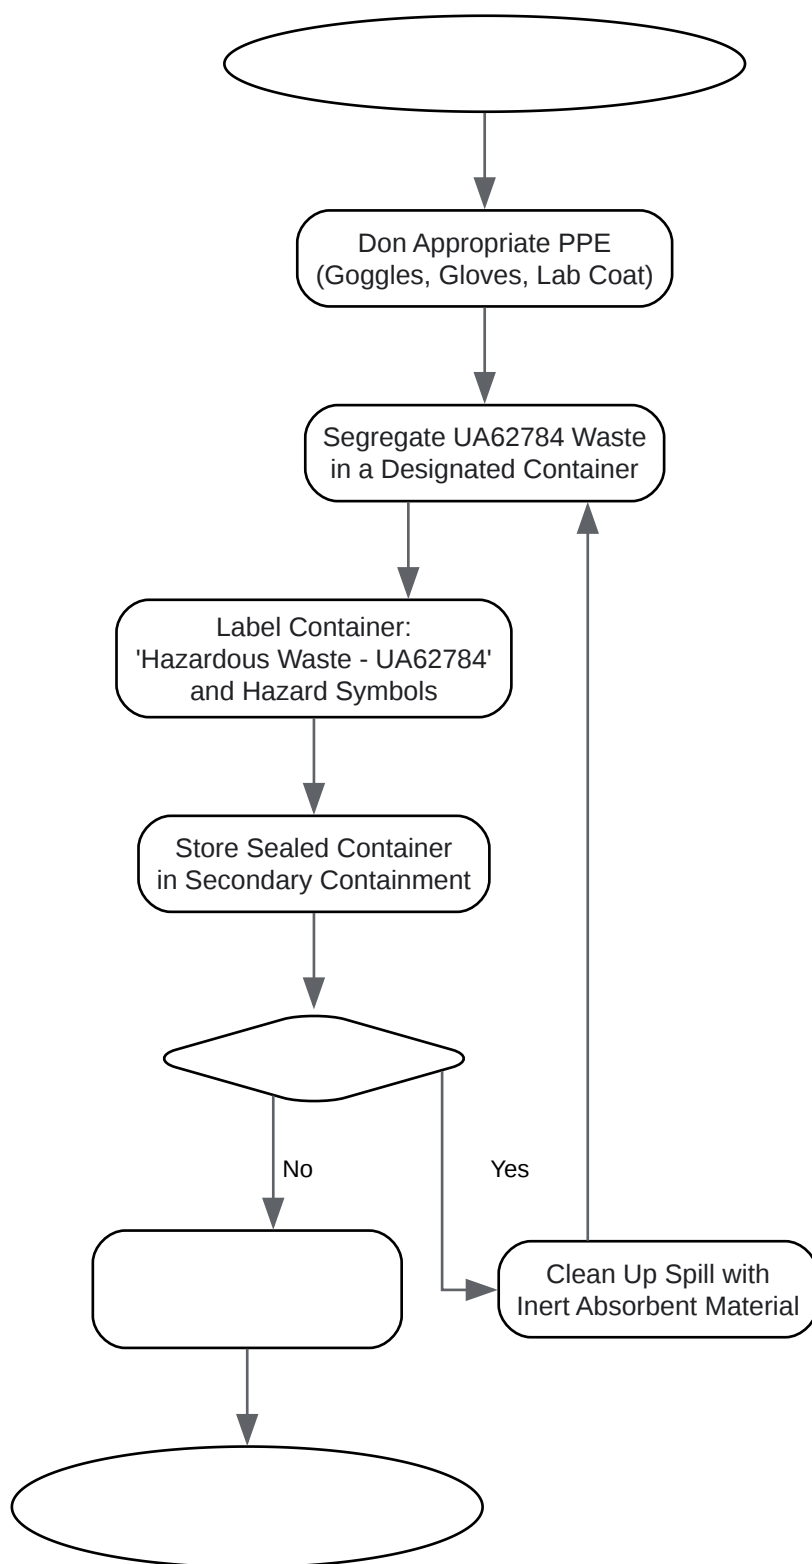 Don Appropriate PPE
(Goggles, Gloves, Lab Coat)
Segregate UA62784 Waste
in a Designated Container
Label Container:
'Hazardous Waste - UA62784'
and Hazard Symbols
Store Sealed Container
in Secondary Containment
No
Yes
Clean Up Spill with
Inert Absorbent Material